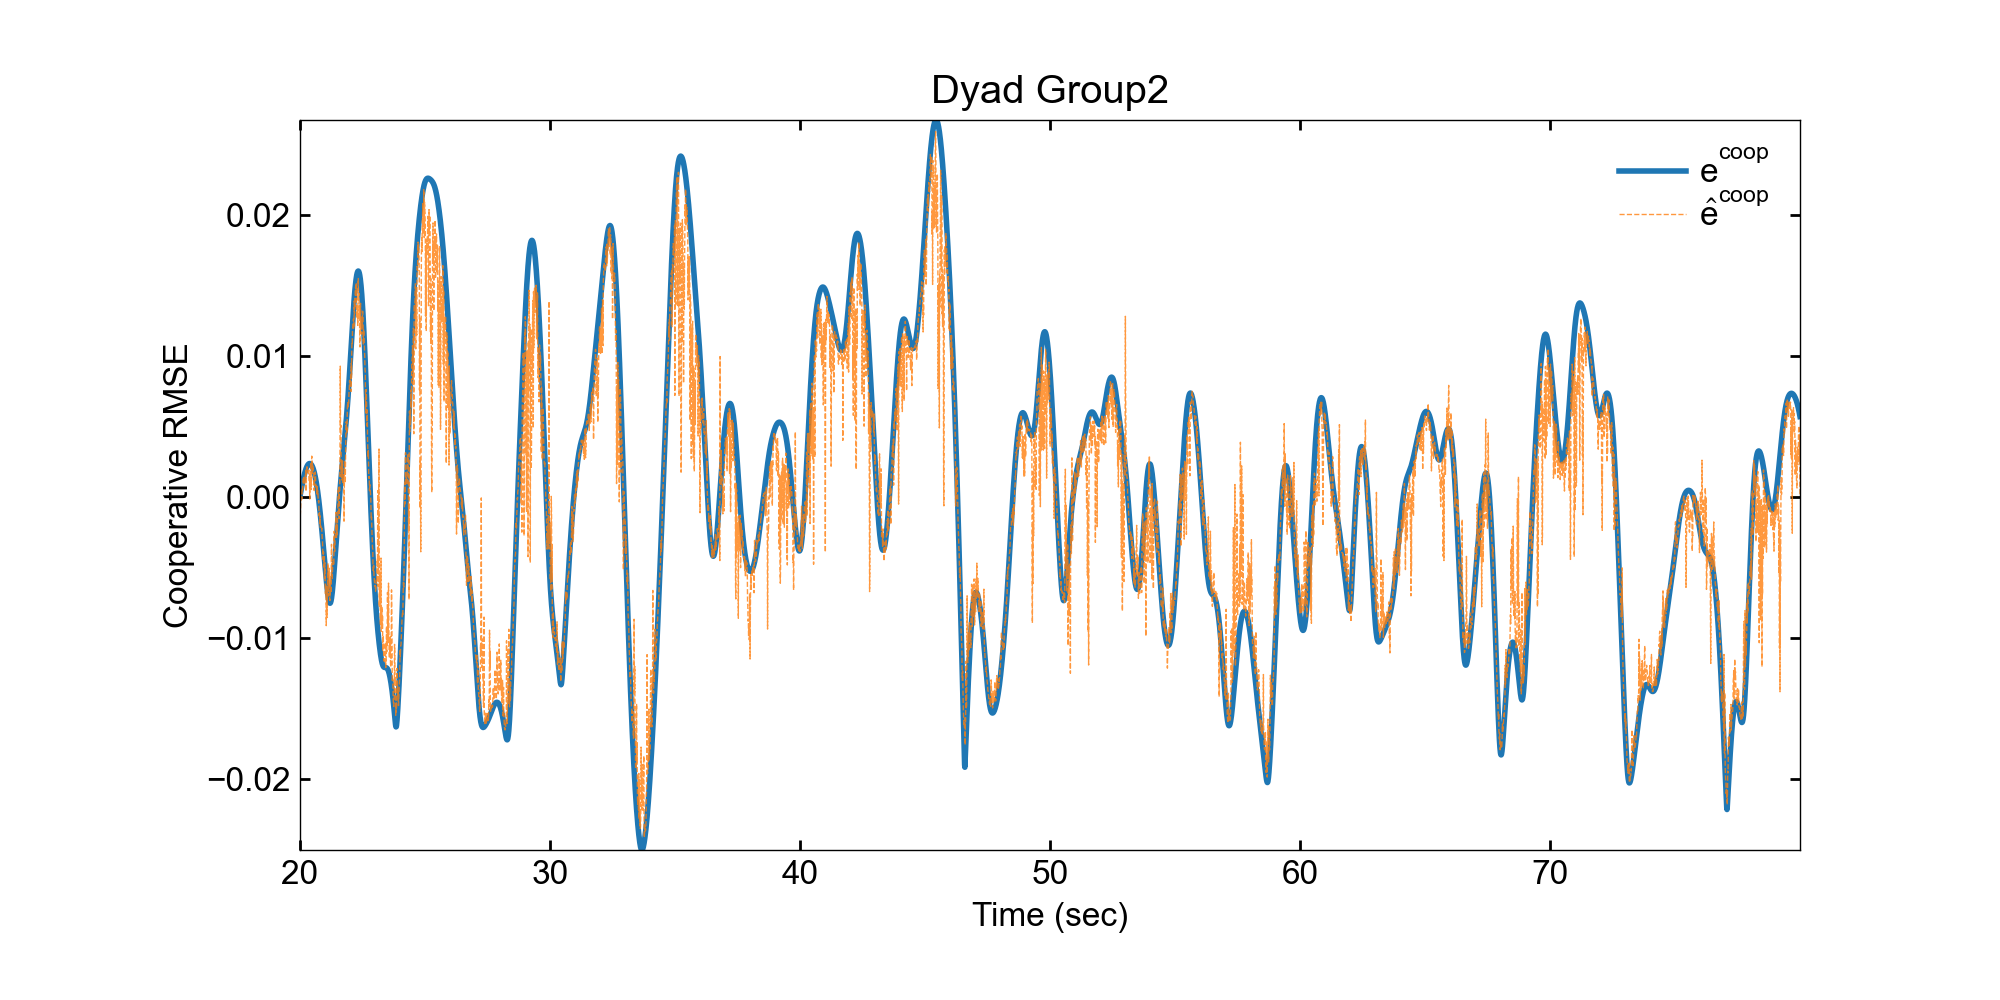 Dyad Group2
e^coop
ê^coop
0.02
0.01
0.00
−0.01
−0.02
Cooperative RMSE
20 30 40 50 60 70
Time (sec)